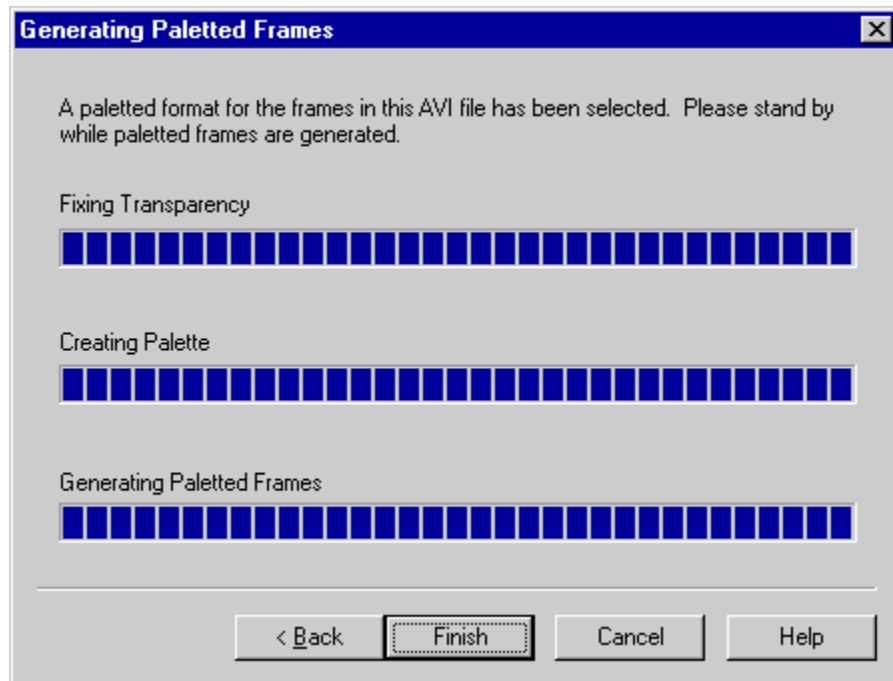 Generating Paletted Frames
A paletted format for the frames in this AVI file has been selected.  Please stand by
while paletted frames are generated.
Fixing Transparency
Creating Palette
Generating Paletted Frames
< Back
Finish
Cancel
Help